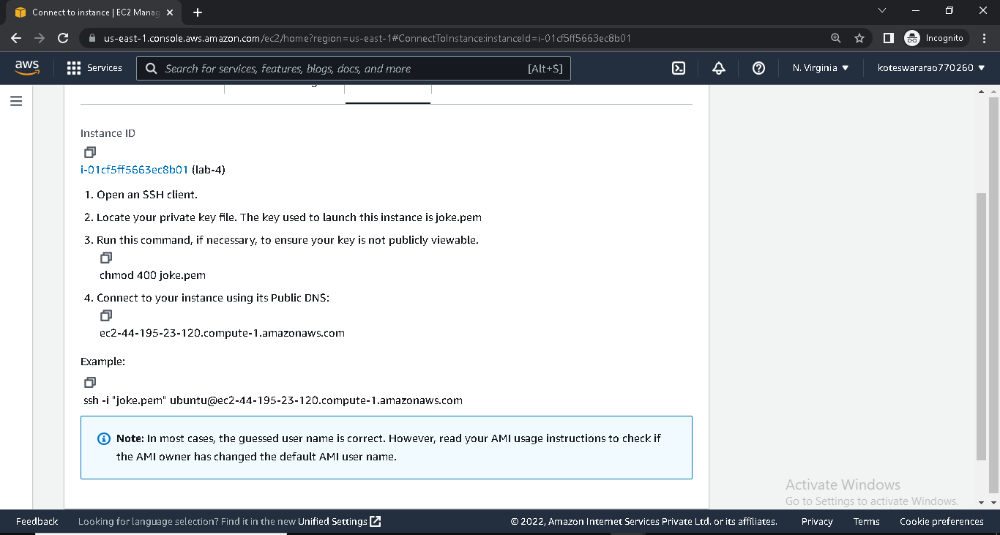 Connect to instance | EC2 Manag
us-east-1.console.aws.amazon.com/ec2/home?region=us-east-1#ConnectToInstance:instanceId=i-01cf5ff5663ec8b01
Incognito
aws
Services
Search for services, features, blogs, docs, and more
[Alt+S]
N. Virginia
koteswararao770260
Instance ID
i-01cf5ff5663ec8b01 (lab-4)
1. Open an SSH client.
2. Locate your private key file. The key used to launch this instance is joke.pem
3. Run this command, if necessary, to ensure your key is not publicly viewable.
chmod 400 joke.pem
4. Connect to your instance using its Public DNS:
ec2-44-195-23-120.compute-1.amazonaws.com
Example:
ssh -i "joke.pem" ubuntu@ec2-44-195-23-120.compute-1.amazonaws.com
Note: In most cases, the guessed user name is correct. However, read your AMI usage instructions to check if
the AMI owner has changed the default AMI user name.
Activate Windows
Go to Settings to activate Windows.
Feedback
Looking for language selection? Find it in the new Unified Settings
© 2022, Amazon Internet Services Private Ltd. or its affiliates.
Privacy
Terms
Cookie preferences